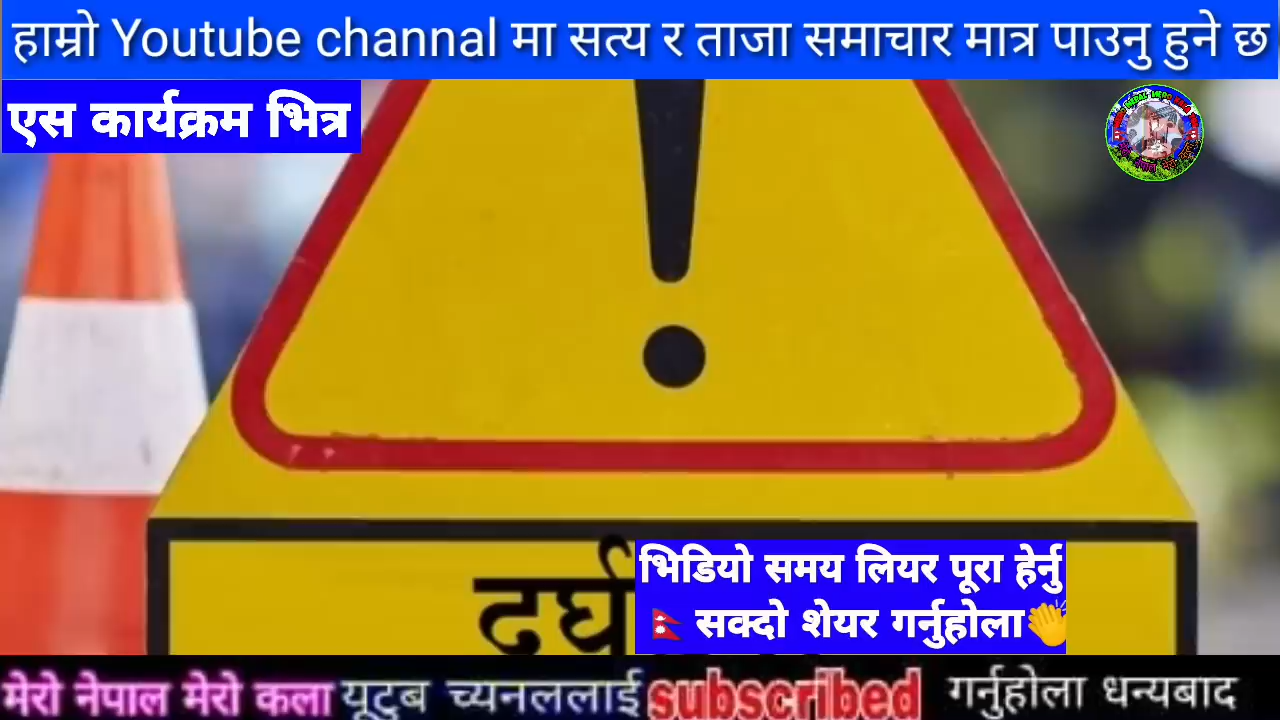 हाम्रो Youtube channal मा सत्य र ताजा समाचार मात्र पाउनु हुने छ
एस कार्यक्रम भित्र
भिडियो समय लियर पूरा हेर्नु
सक्दो शेयर गर्नुहोला
मेरो नेपाल मेरो कला यूटुब च्यनललाई subscribed गर्नुहोला धन्यबाद